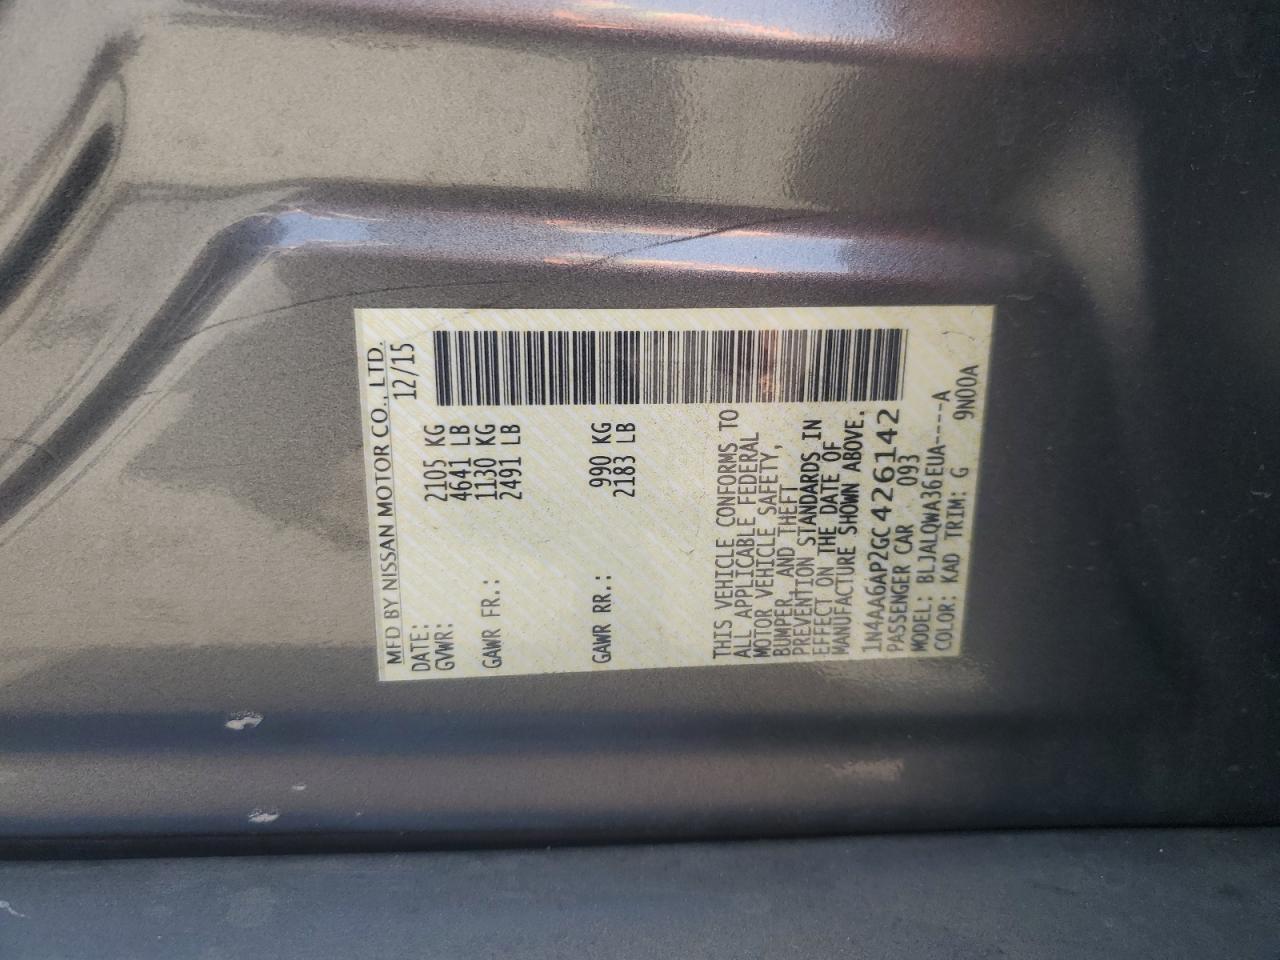 MFD BY NISSAN MOTOR CO., LTD.
DATE: 12/15
GVWR: 2105 KG
4641 LB
GAWR FR.: 1130 KG
2491 LB
GAWR RR.: 990 KG
2183 LB
THIS VEHICLE CONFORMS TO
ALL APPLICABLE FEDERAL
MOTOR VEHICLE SAFETY,
BUMPER, AND THEFT
PREVENTION STANDARDS IN
EFFECT ON THE DATE OF
MANUFACTURE SHOWN ABOVE.
1N4AA6AP2GC426142
PASSENGER CAR 093
MODEL: BLJALQWA36EUA----A
COLOR: KAD TRIM: G 9N00A